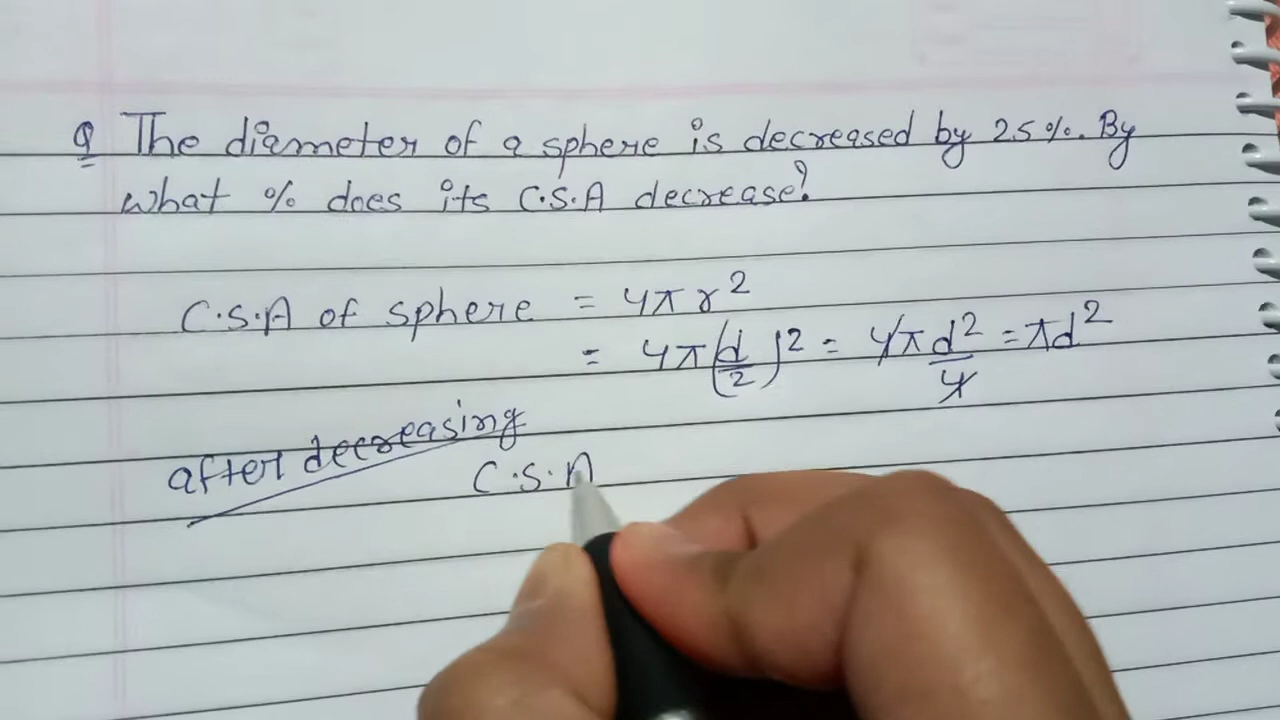 Q The diameter of a sphere is decreased by 25%. By
what % does its C.S.A decrease?
C.S.A of sphere = 4πr²
= 4π(d/2)² = 4πd²/4 = πd²
after decreasing
C.S.A